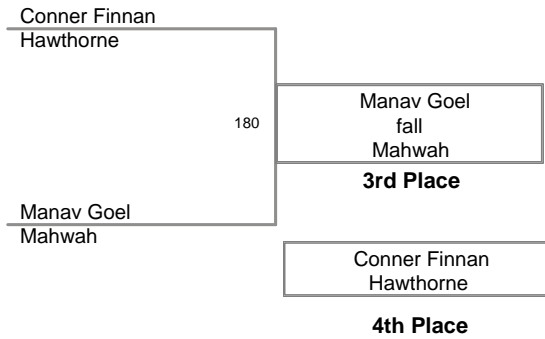 Conner Finnan
Hawthorne
180
Manav Goel
fall
Mahwah
3rd Place
Manav Goel
Mahwah
Conner Finnan
Hawthorne
4th Place